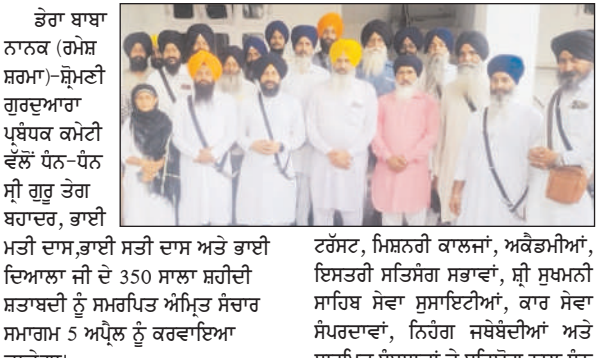 ਡੇਰਾ ਬਾਬਾ
ਨਾਨਕ (ਰਮੇਸ਼
ਸ਼ਰਮਾ)-ਸ਼੍ਰੋਮਣੀ
ਗੁਰਦੁਆਰਾ
ਪ੍ਰਬੰਧਕ ਕਮੇਟੀ
ਵੱਲੋਂ ਧੰਨ-ਧੰਨ
ਸ੍ਰੀ ਗੁਰੂ ਤੇਗ
ਬਹਾਦਰ, ਭਾਈ
ਮਤੀ ਦਾਸ,ਭਾਈ ਸਤੀ ਦਾਸ ਅਤੇ ਭਾਈ
ਦਿਆਲਾ ਜੀ ਦੇ 350 ਸਾਲਾ ਸ਼ਹੀਦੀ
ਸ਼ਤਾਬਦੀ ਨੂੰ ਸਮਰਪਿਤ ਅੰਮ੍ਰਿਤ ਸੰਚਾਰ
ਸਮਾਗਮ 5 ਅਪ੍ਰੈਲ ਨੂੰ ਕਰਵਾਇਆ
ਟਰੱਸਟ, ਮਿਸ਼ਨਰੀ ਕਾਲਜਾਂ, ਅਕੈਡਮੀਆਂ,
ਇਸਤਰੀ ਸਤਿਸੰਗ ਸਭਾਵਾਂ, ਸ਼੍ਰੀ ਸੁਖਮਨੀ
ਸਾਹਿਬ ਸੇਵਾ ਸੁਸਾਇਟੀਆਂ, ਕਾਰ ਸੇਵਾ
ਸੰਪਰਦਾਵਾਂ, ਨਿਹੰਗ ਜਥੇਬੰਦੀਆਂ ਅਤੇ